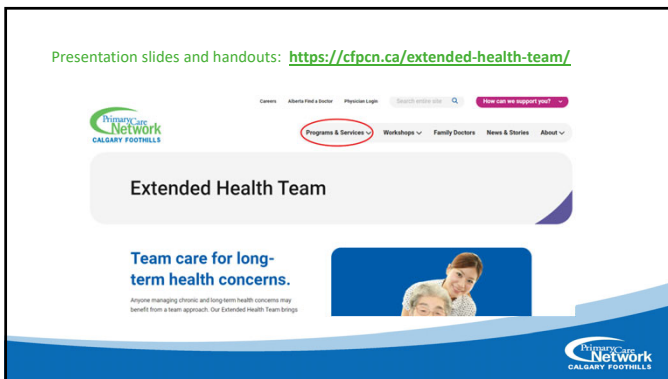 Presentation slides and handouts: https://cfpcn.ca/extended-health-team/
Careers Alberta Find a Doctor Physician Login Search entire site How can we support you?
Primary Care
Network
CALGARY FOOTHILLS
Programs & Services Workshops Family Doctors News & Stories About
Extended Health Team
Team care for long-
term health concerns.
Anyone managing chronic and long-term health concerns may
benefit from a team approach. Our Extended Health Team brings
Primary Care
Network
CALGARY FOOTHILLS